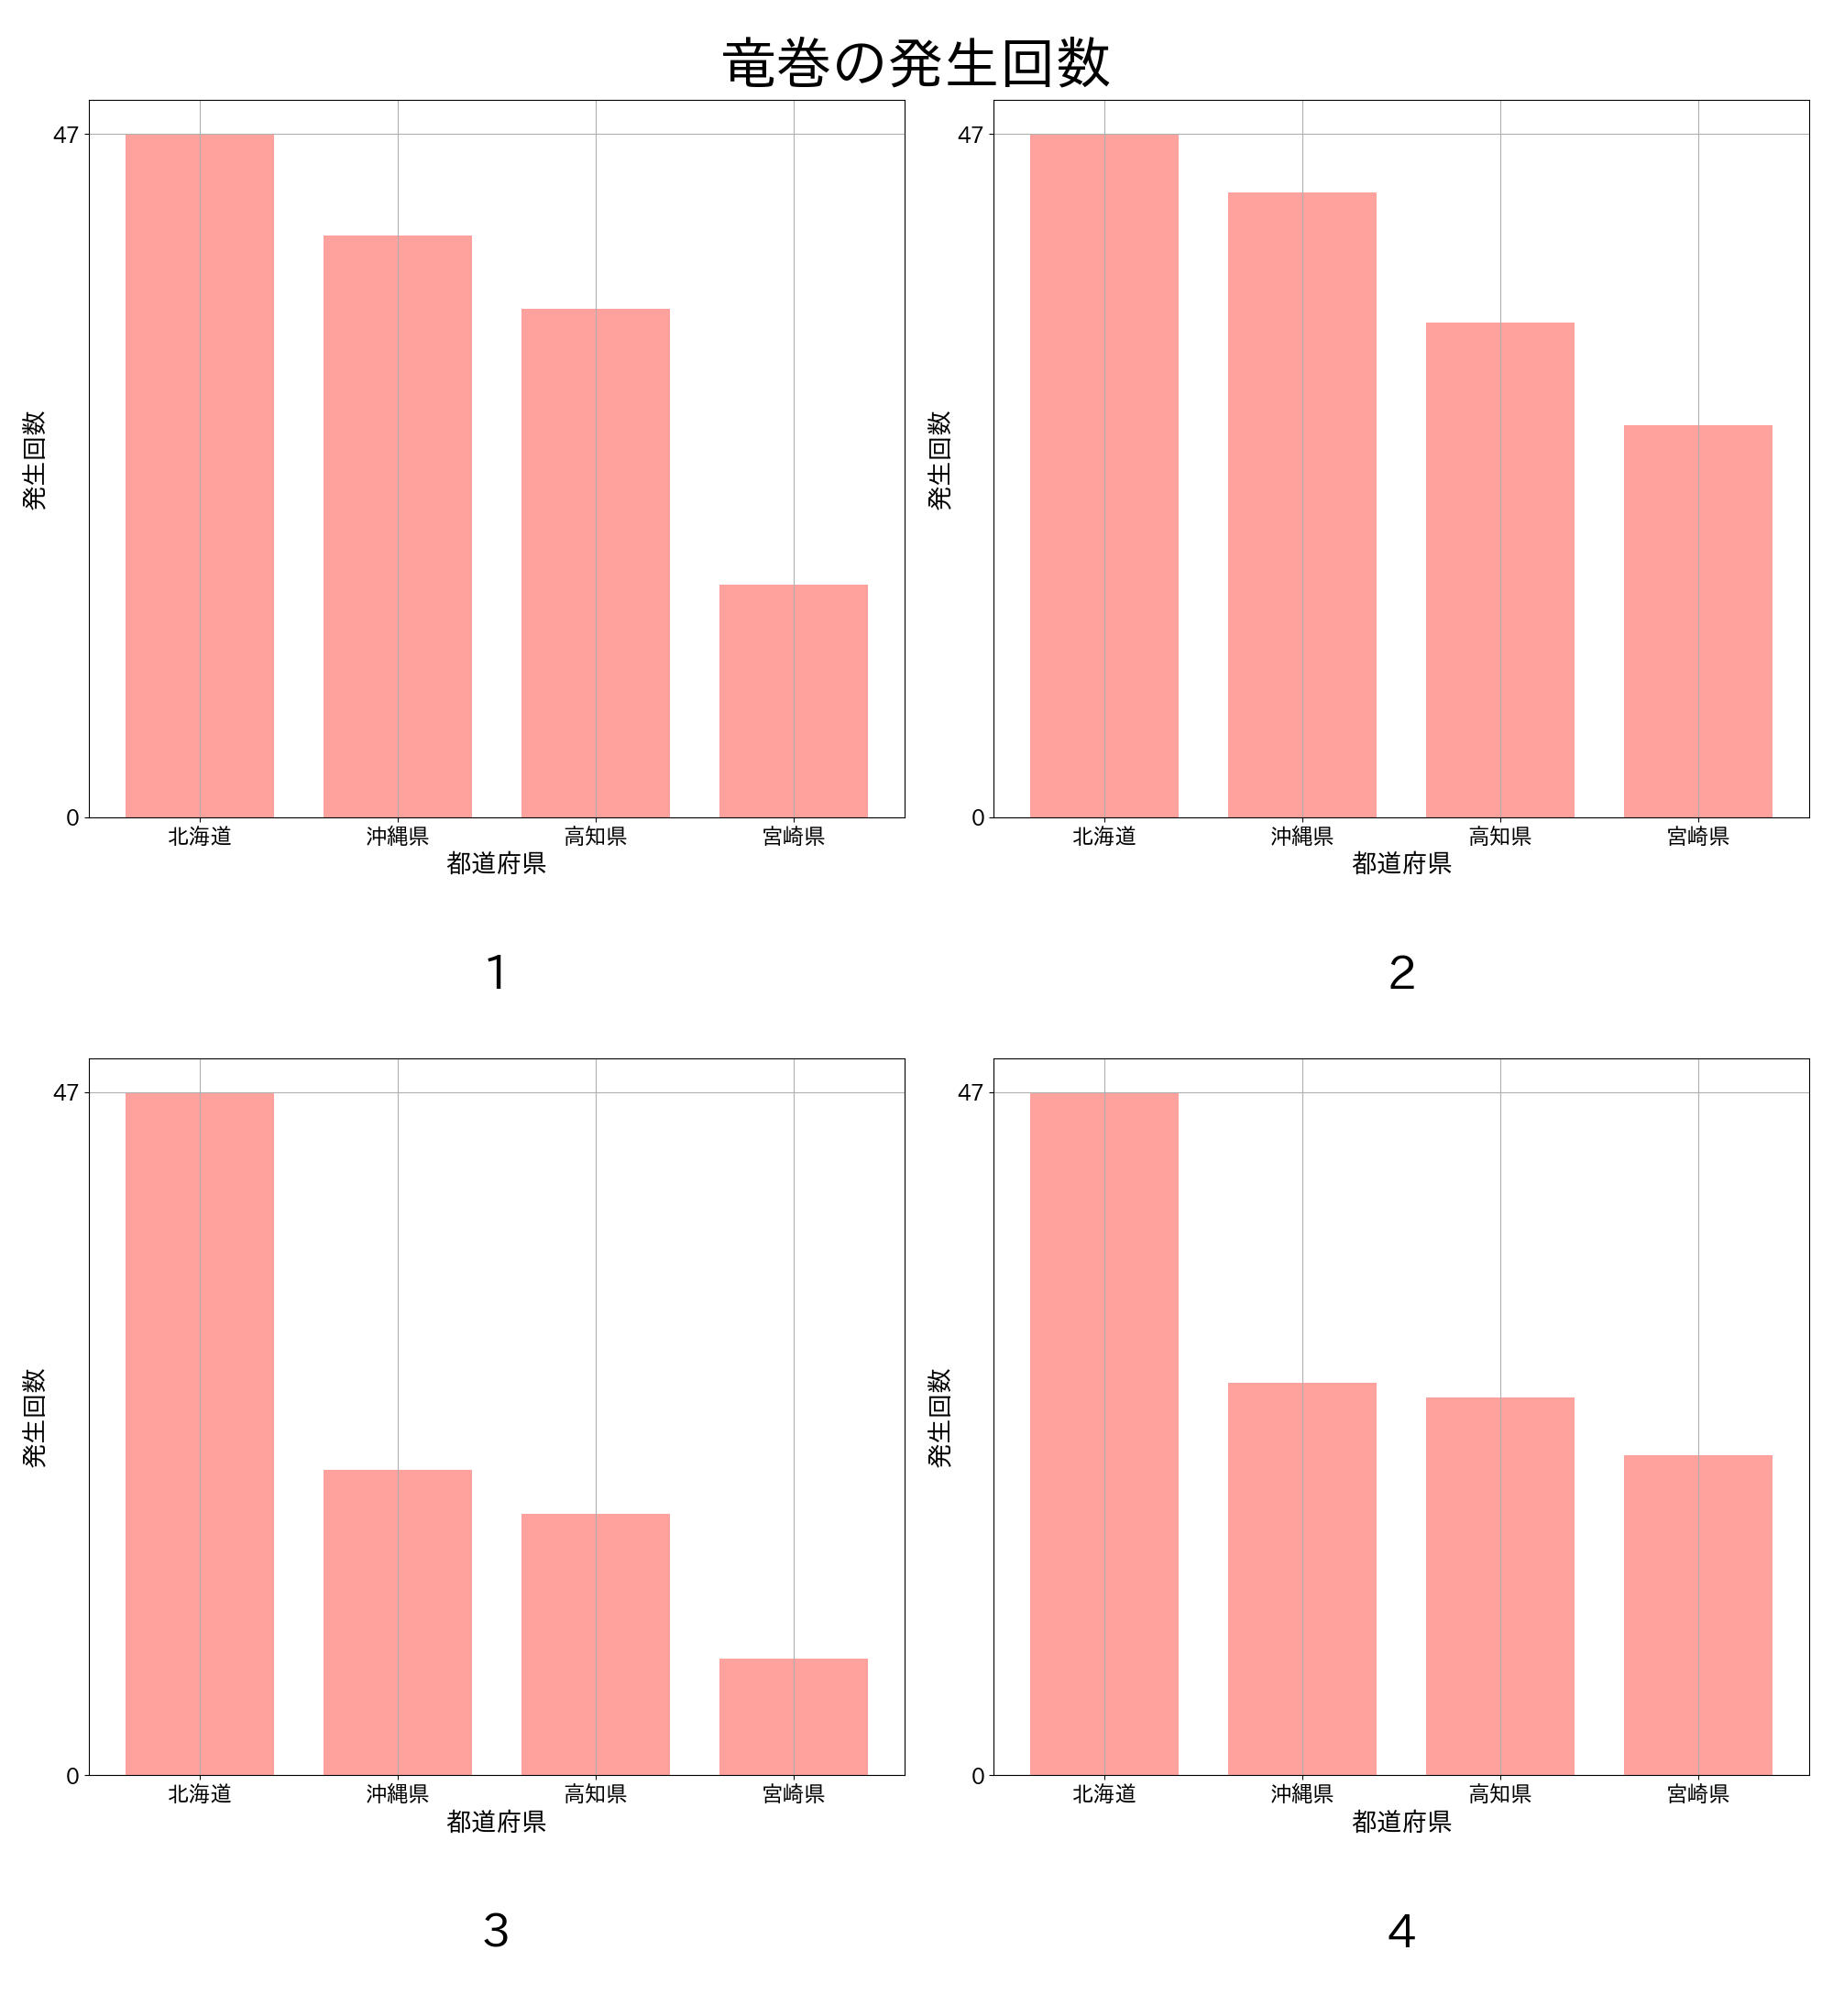 竜巻の発生回数
47
0
発生回数
北海道 沖縄県 高知県 宮崎県
都道府県
1
47
0
発生回数
北海道 沖縄県 高知県 宮崎県
都道府県
2
47
0
発生回数
北海道 沖縄県 高知県 宮崎県
都道府県
3
47
0
発生回数
北海道 沖縄県 高知県 宮崎県
都道府県
4